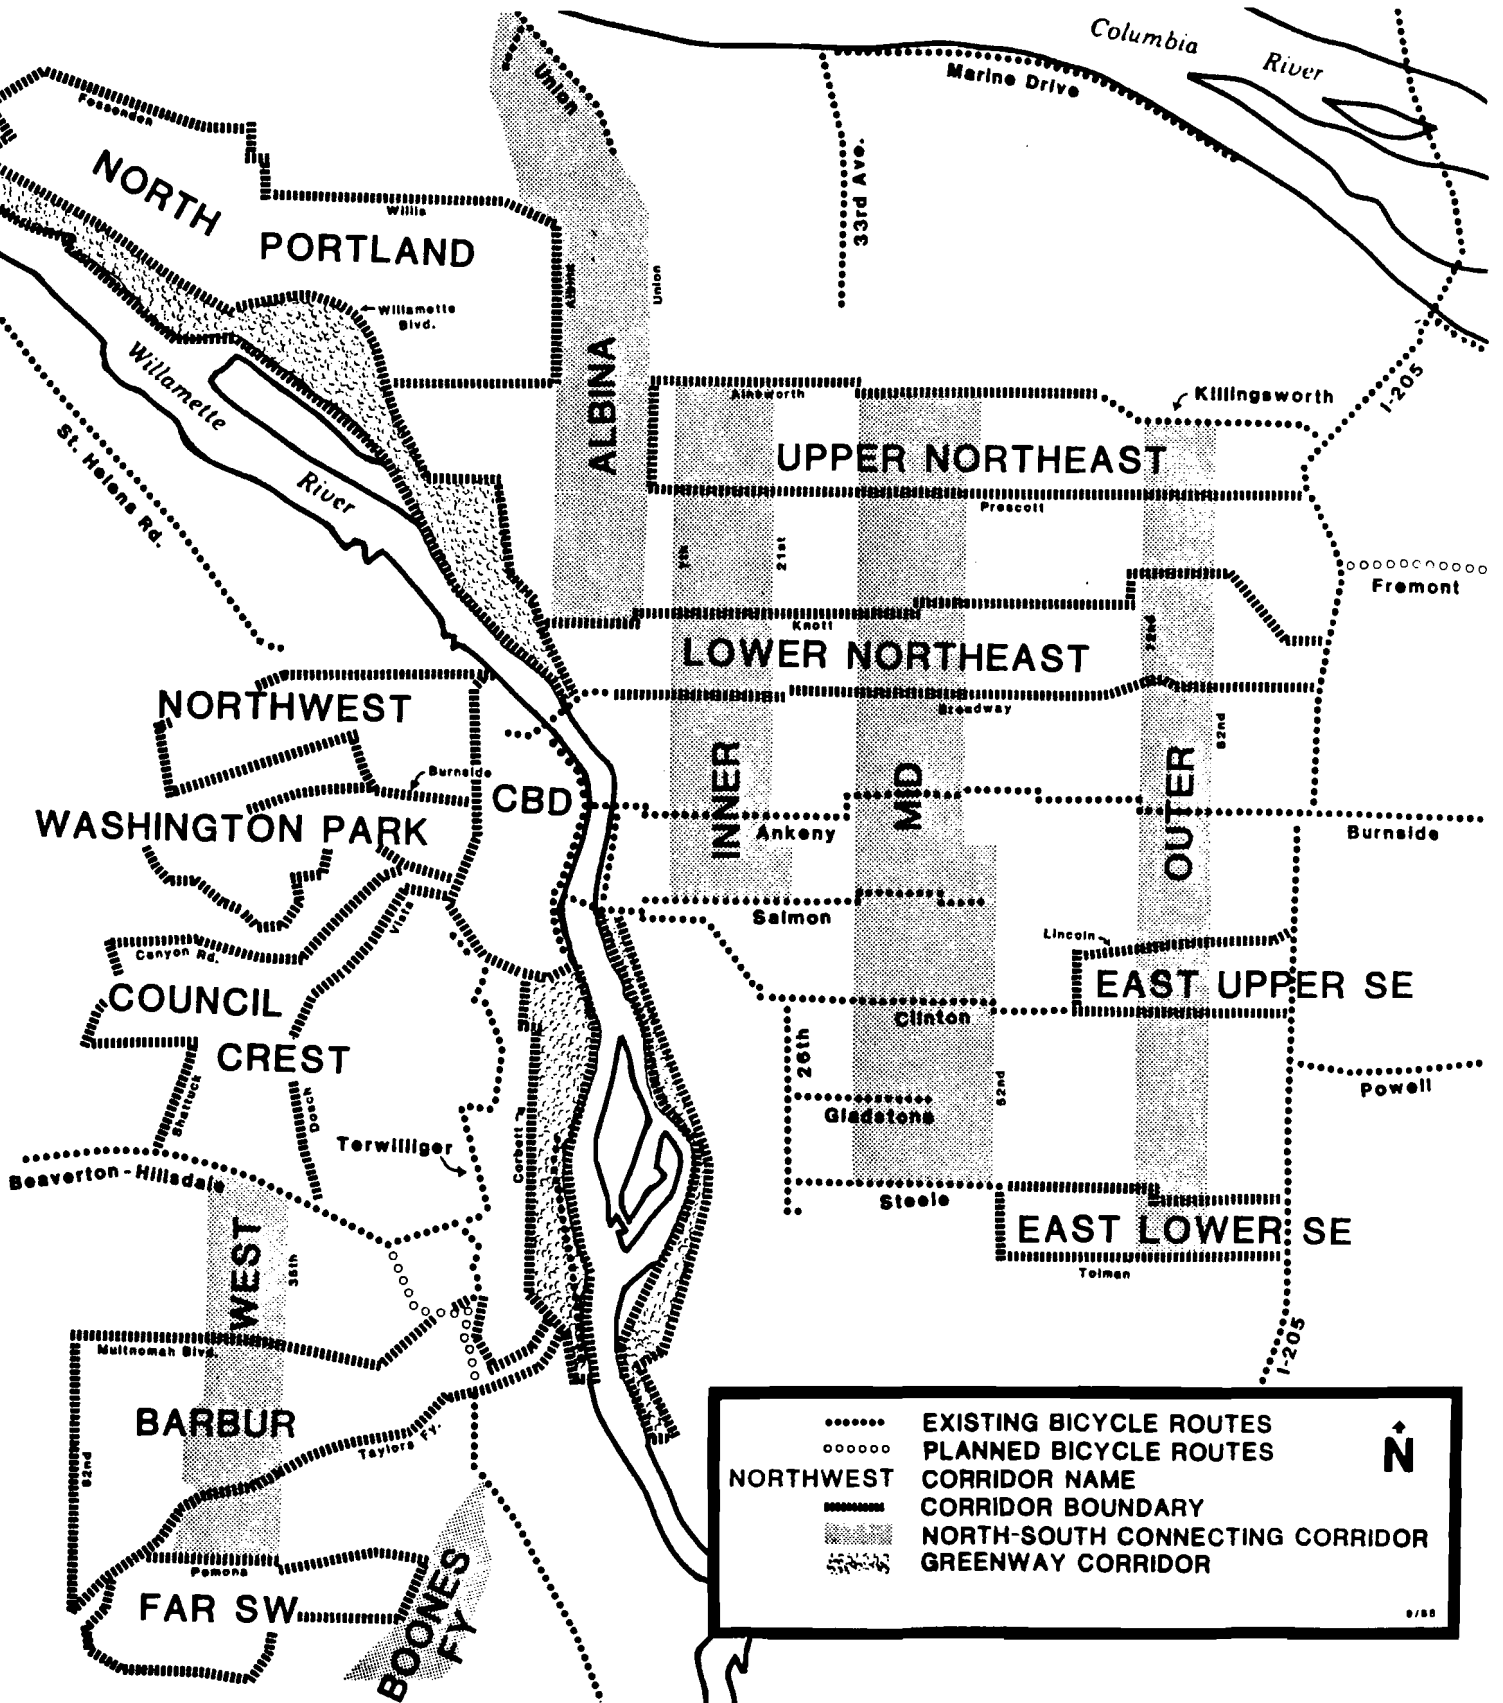 Columbia
River
Marine Drive
Union
Fessenden
33rd Ave.
NORTH
PORTLAND
Willis
Albina
Union
Willamette
Blvd.
Willamette
River
ALBINA
I-205
Killingsworth
Ainsworth
UPPER NORTHEAST
Prescott
St. Helens Rd.
7th
21st
Fremont
Knott
LOWER NORTHEAST
72nd
Broadway
82nd
NORTHWEST
Burnside
CBD
WASHINGTON PARK
INNER
MID
OUTER
Ankeny
Burnside
Salmon
Vista
Canyon Rd.
Lincoln
EAST UPPER SE
COUNCIL
CREST
Clinton
26th
52nd
Powell
Shattuck
Dosch
Gladstone
Terwilliger
Corbett
Beaverton-Hillsdale
Steele
WEST
35th
EAST LOWER SE
Tolman
Multnomah Blvd.
I-205
BARBUR
Taylors Fy.
62nd
Pomona
FAR SW
BOONES
FY
EXISTING BICYCLE ROUTES
PLANNED BICYCLE ROUTES
NORTHWEST CORRIDOR NAME
CORRIDOR BOUNDARY
NORTH-SOUTH CONNECTING CORRIDOR
GREENWAY CORRIDOR
N